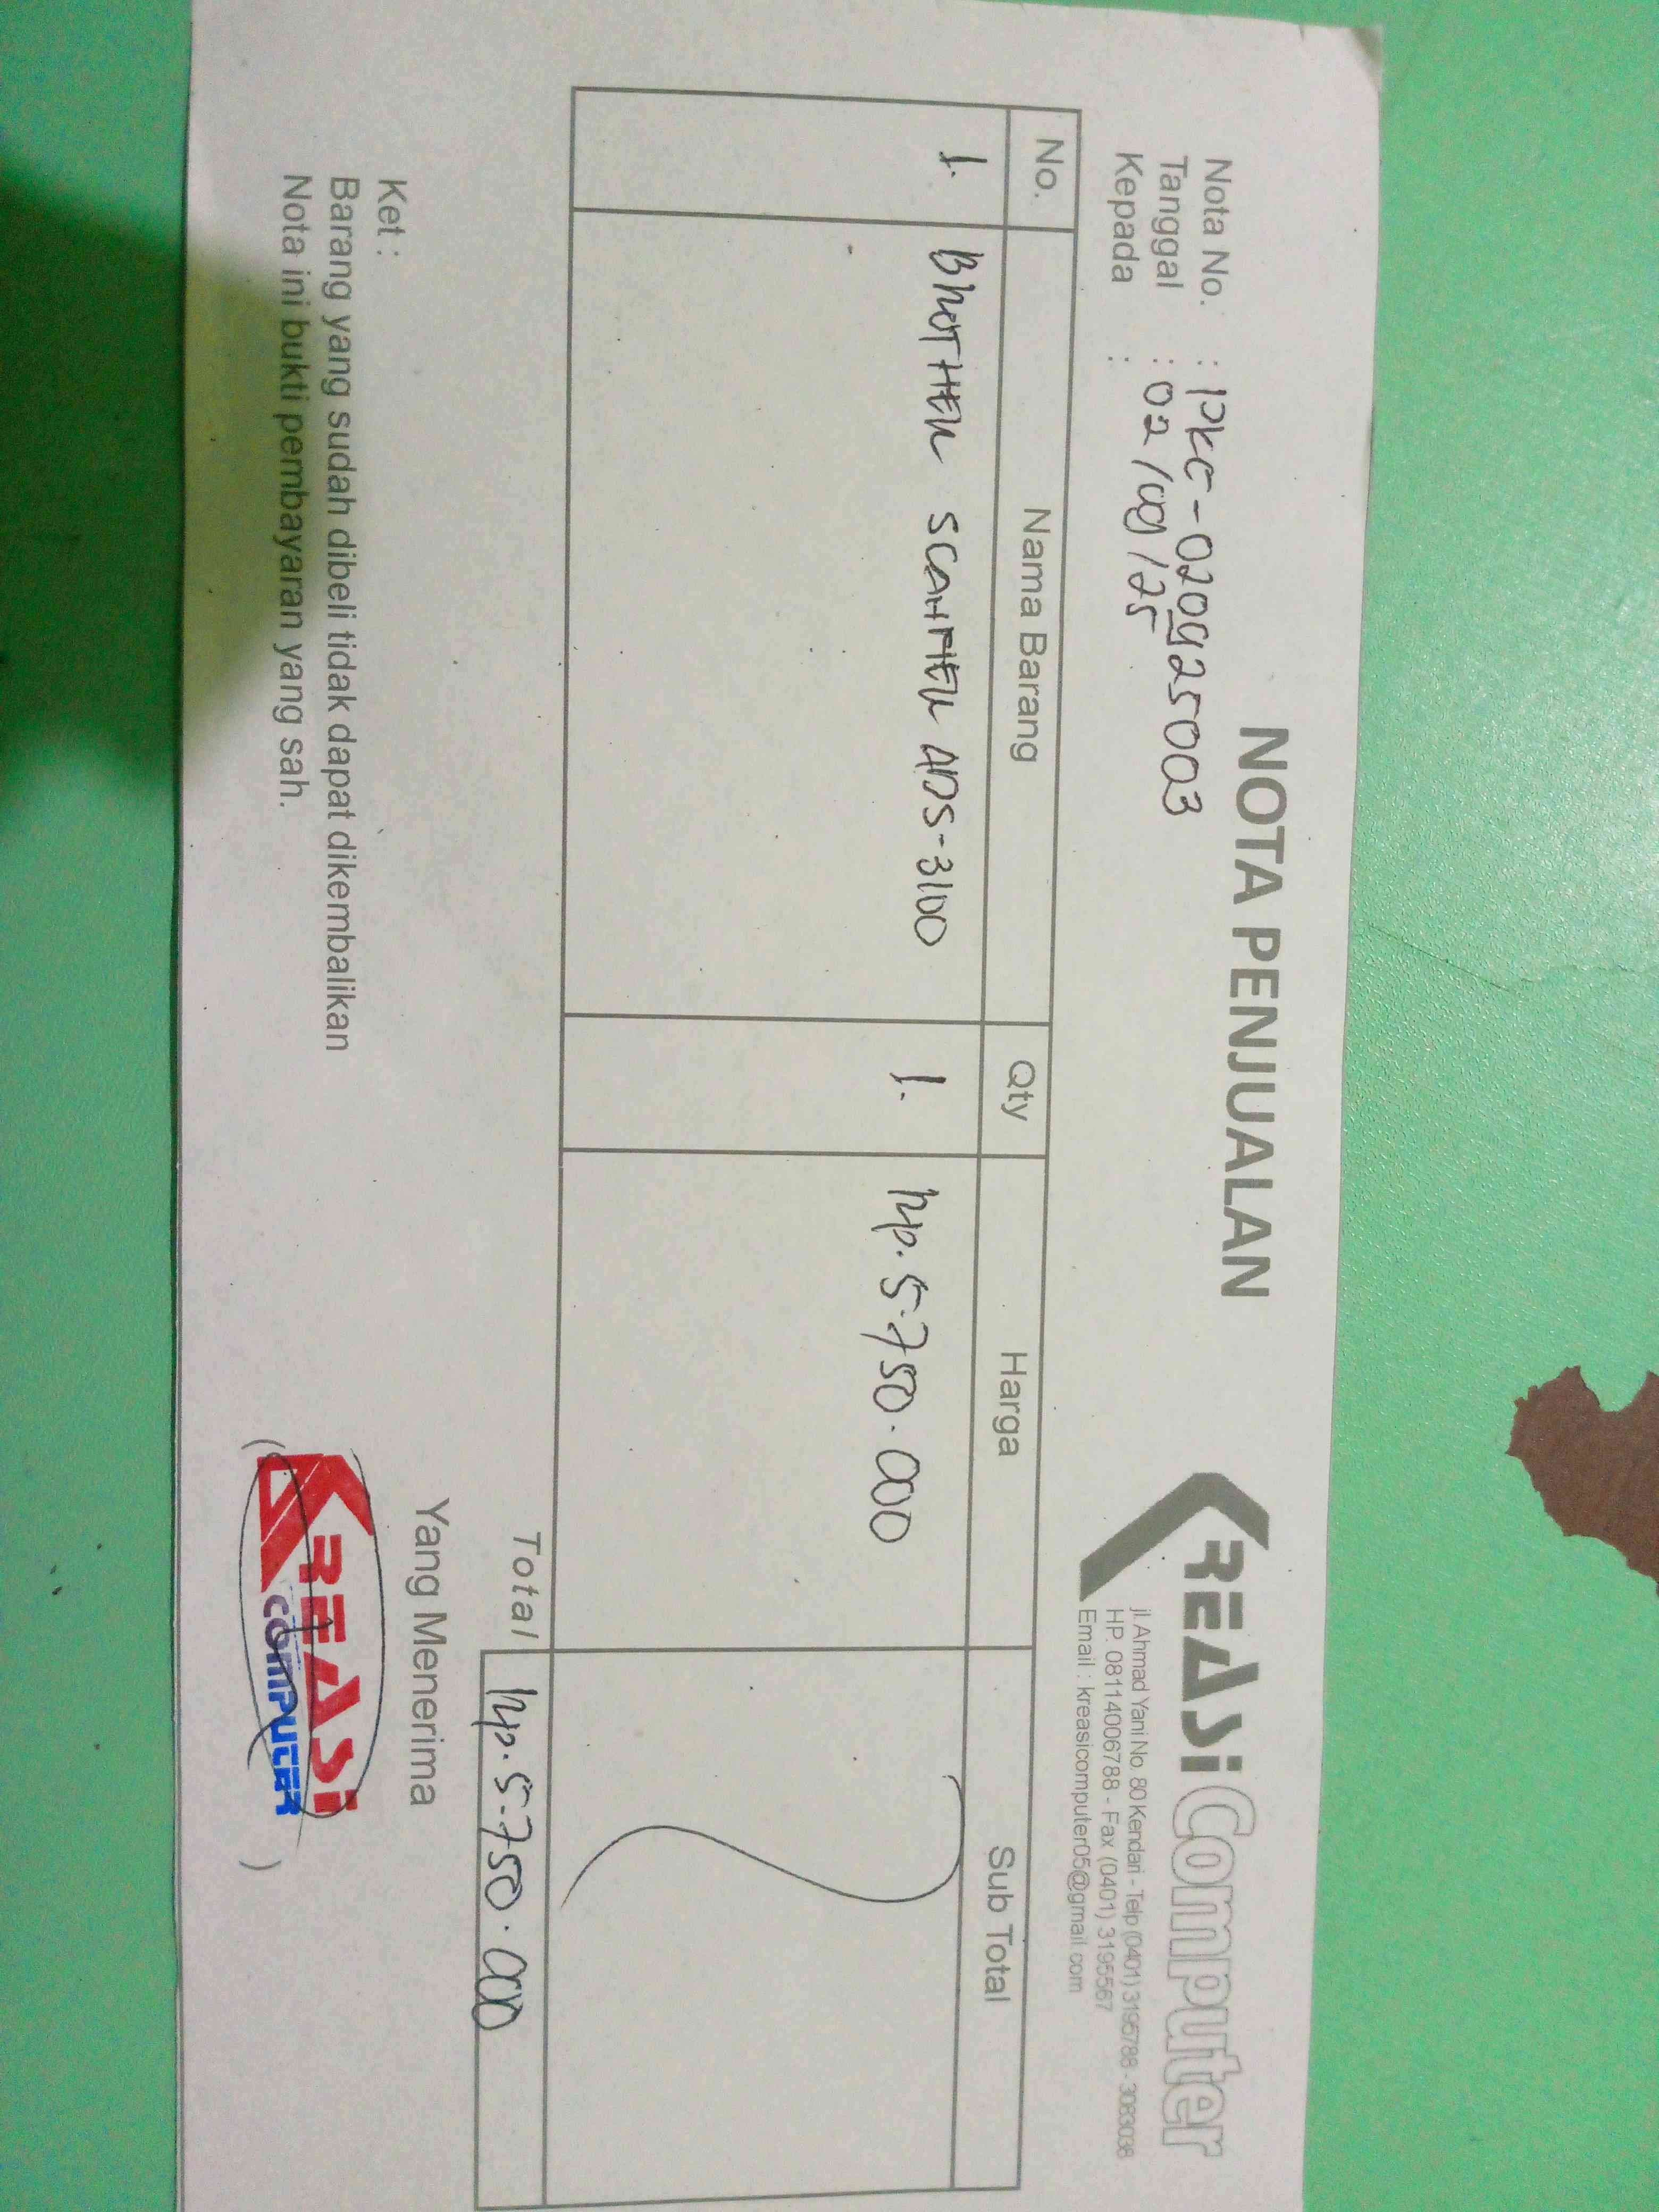 NOTA PENJUALAN
KREASi Computer
jl. Ahmad Yani No. 80 Kendari - Telp (0401) 3195788 - 3083036
HP. 08114006788 - Fax (0401) 3195567
Email : kreasicomputer05@gmail.com
Nota No. : PKC-020925003
Tanggal : 02/09/25
Kepada :
No. Nama Barang Qty Harga Sub Total
1. BROTHER SCANNER ADS-3100 1. Rp. 5.750.000
Total Rp. 5.750.000
Ket :
Barang yang sudah dibeli tidak dapat dikembalikan
Nota ini bukti pembayaran yang sah.
Yang Menerima
( KREASi COMPUTER )